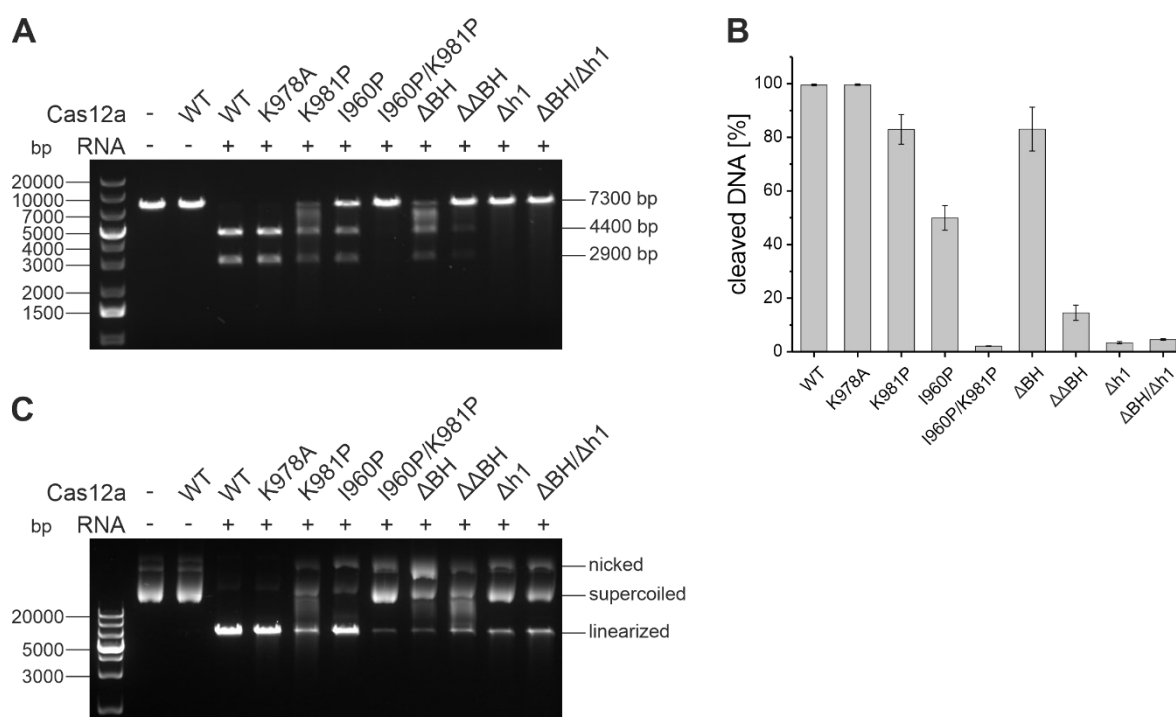 A
Cas12a - WT WT K978A K981P I960P I960P/K981P ΔBH ΔΔBH Δh1 ΔBH/Δh1
bp RNA - - + + + + + + + + +
20000
10000
7000
5000
4000
3000
2000
1500
7300 bp
4400 bp
2900 bp
B
cleaved DNA [%]
100
80
60
40
20
0
WT K978A K981P I960P I960P/K981P ΔBH ΔΔBH Δh1 ΔBH/Δh1
C
Cas12a - WT WT K978A K981P I960P I960P/K981P ΔBH ΔΔBH Δh1 ΔBH/Δh1
bp RNA - - + + + + + + + + +
20000
5000
3000
nicked
supercoiled
linearized